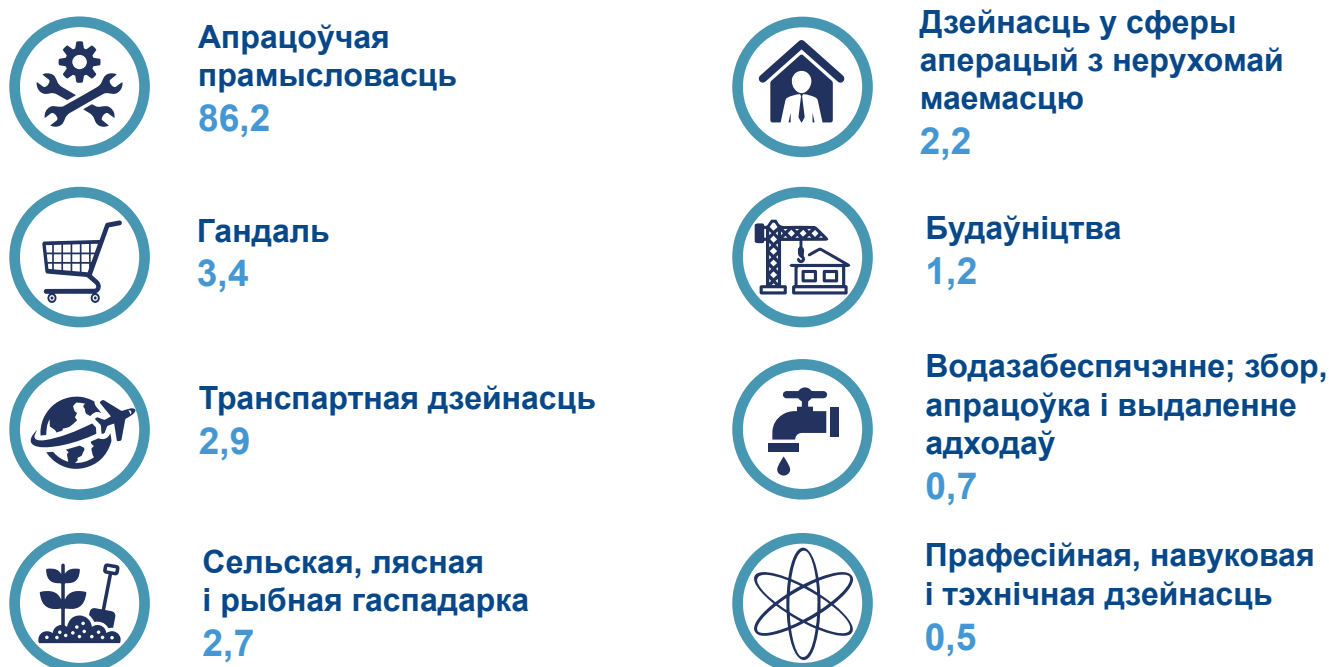 Апрацоўчая
прамысловасць
86,2
Гандаль
3,4
Транспартная дзейнасць
2,9
Сельская, лясная
і рыбная гаспадарка
2,7
Дзейнасць у сферы
аперацый з нерухомай
маемасцю
2,2
Будаўніцтва
1,2
Водазабеспячэнне; збор,
апрацоўка і выдаленне
адходаў
0,7
Прафесійная, навуковая
і тэхнічная дзейнасць
0,5